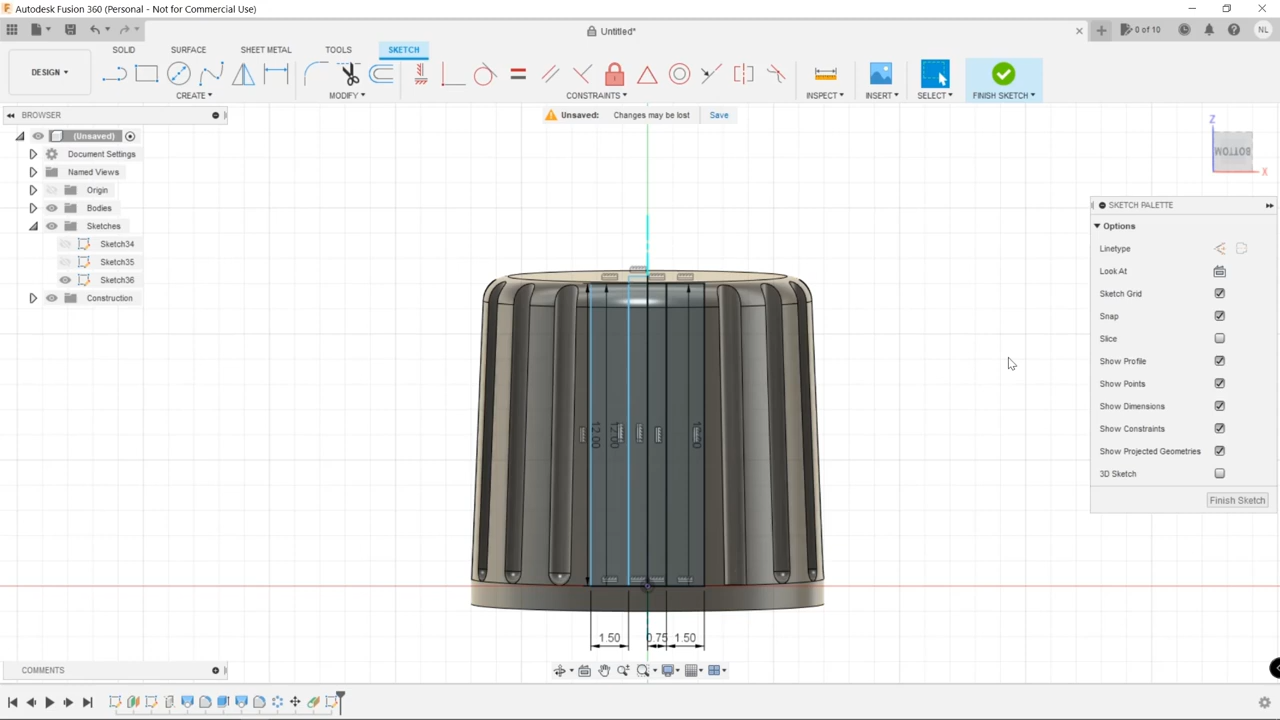 Autodesk Fusion 360 (Personal - Not for Commercial Use)
Untitled*
0 of 10
NL
DESIGN
SOLID
SURFACE
SHEET METAL
TOOLS
SKETCH
CREATE
MODIFY
CONSTRAINTS
INSPECT
INSERT
SELECT
FINISH SKETCH
BROWSER
Unsaved: Changes may be lost Save
(Unsaved)
Document Settings
Named Views
Origin
Bodies
Sketches
Sketch34
Sketch35
Sketch36
Construction
Z
BOTTOM
X
SKETCH PALETTE
Options
Linetype
Look At
Sketch Grid
Snap
Slice
Show Profile
Show Points
Show Dimensions
Show Constraints
Show Projected Geometries
3D Sketch
Finish Sketch
12.00
12.00
1.50
0.75
1.50
COMMENTS